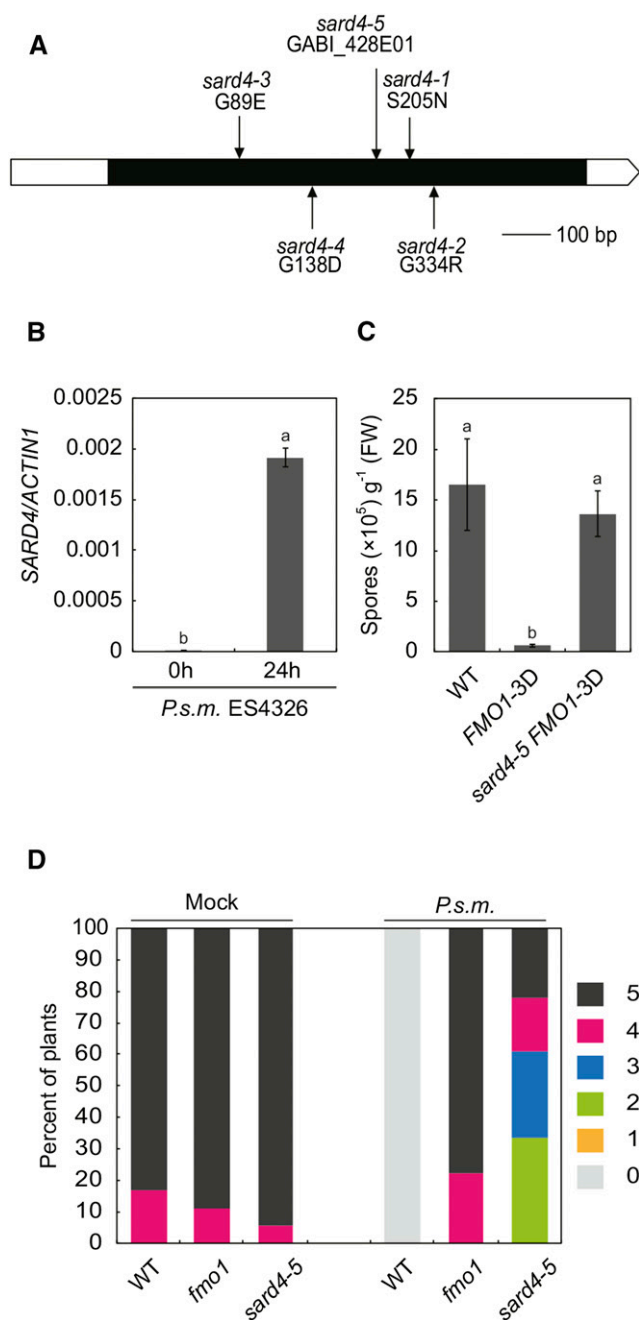 A
sard4-5
GABI_428E01
sard4-3
G89E
sard4-1
S205N
sard4-4
G138D
sard4-2
G334R
100 bp
B
SARD4/ACTIN1
0.0025
0.002
0.0015
0.001
0.0005
0
a
b
0h
24h
P.s.m. ES4326
C
Spores (×10⁵) g⁻¹ (FW)
25
20
15
10
5
0
a
b
a
WT
FMO1-3D
sard4-5 FMO1-3D
D
Mock
P.s.m.
Percent of plants
100
90
80
70
60
50
40
30
20
10
0
WT
fmo1
sard4-5
WT
fmo1
sard4-5
5
4
3
2
1
0